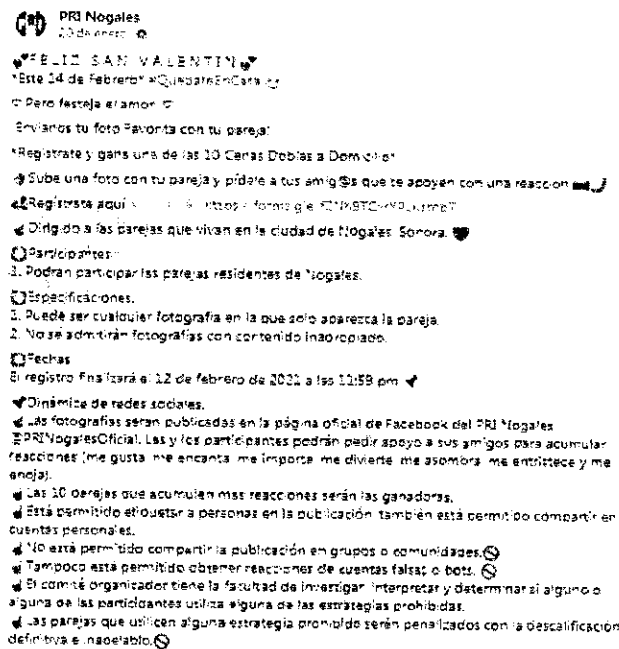 PRI Nogales
20 de enero
FELIZ SAN VALENTIN
*Este 14 de Febrero* #QuedateEnCasa
Pero festeja el amor
Envíanos tu foto Favorita con tu pareja!
*Registrate y gana una de las 10 Cenas Dobles a Domicilio*
Sube una foto con tu pareja y pídele a tus amig@s que te apoyen con una reacción
Registrate aquí
Dirigido a las parejas que vivan en la ciudad de Nogales, Sonora.
Participantes
1. Podrán participar las parejas residentes de Nogales.
Especificaciones.
1. Puede ser cualquier fotografía en la que solo aparezca la pareja.
2. No se admitirán fotografías con contenido inapropiado.
Fechas
El registro finalizará el 12 de febrero de 2021 a las 11:59 pm
Dinámica de redes sociales.
Las fotografías serán publicadas en la página oficial de Facebook del PRI Nogales
@PRINogalesOficial. Las y los participantes podrán pedir apoyo a sus amigos para acumular
reacciones (me gusta, me encanta, me importa, me divierte, me asombra, me entristece y me
enoja).
Las 10 parejas que acumulen más reacciones serán las ganadoras.
Está permitido etiquetar a personas en la publicación, también está permitido compartir en
cuentas personales.
No está permitido compartir la publicación en grupos o comunidades.
Tampoco está permitido obtener reacciones de cuentas falsas o bots.
El comité organizador tiene la facultad de investigar, interpretar y determinar si alguno o
alguna de las participantes utiliza alguna de las estrategias prohibidas.
Las parejas que utilicen alguna estrategia prohibido serán penalizados con la descalificación
definitiva e inapelable.